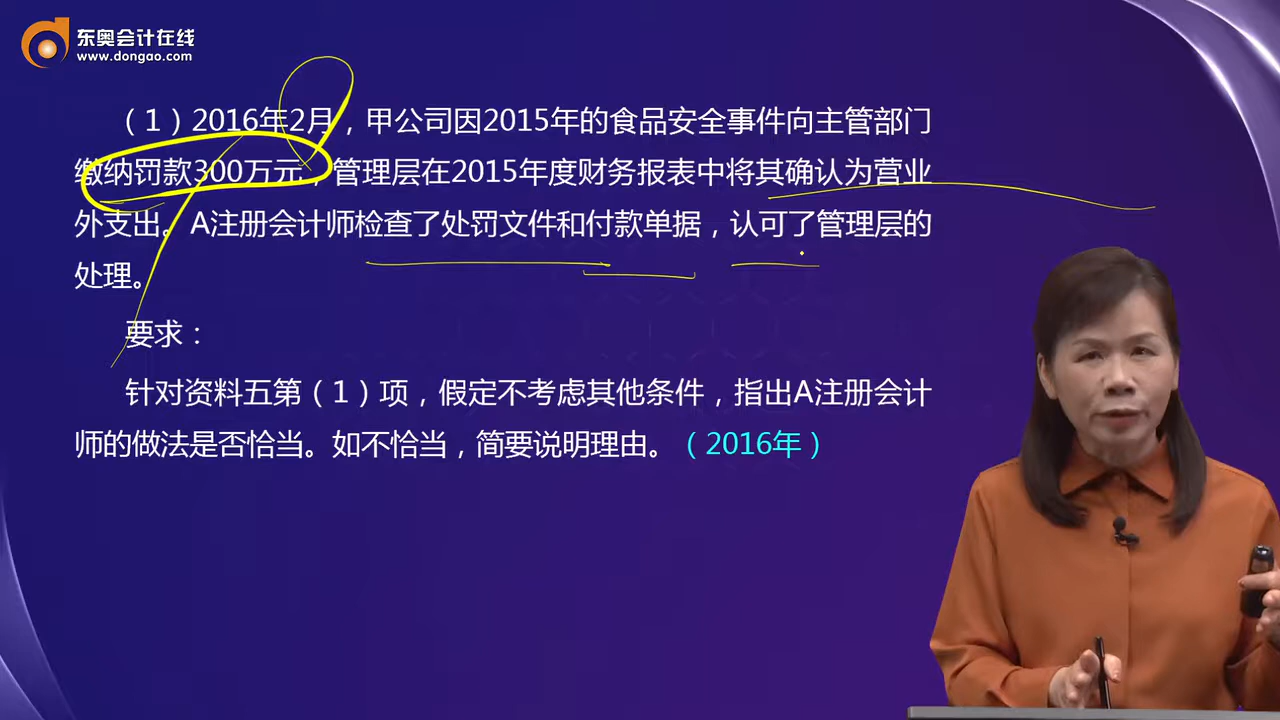 东奥会计在线
www.dongao.com
（1）2016年2月，甲公司因2015年的食品安全事件向主管部门
缴纳罚款300万元，管理层在2015年度财务报表中将其确认为营业
外支出。A注册会计师检查了处罚文件和付款单据，认可了管理层的
处理。
要求：
针对资料五第（1）项，假定不考虑其他条件，指出A注册会计
师的做法是否恰当。如不恰当，简要说明理由。（2016年）